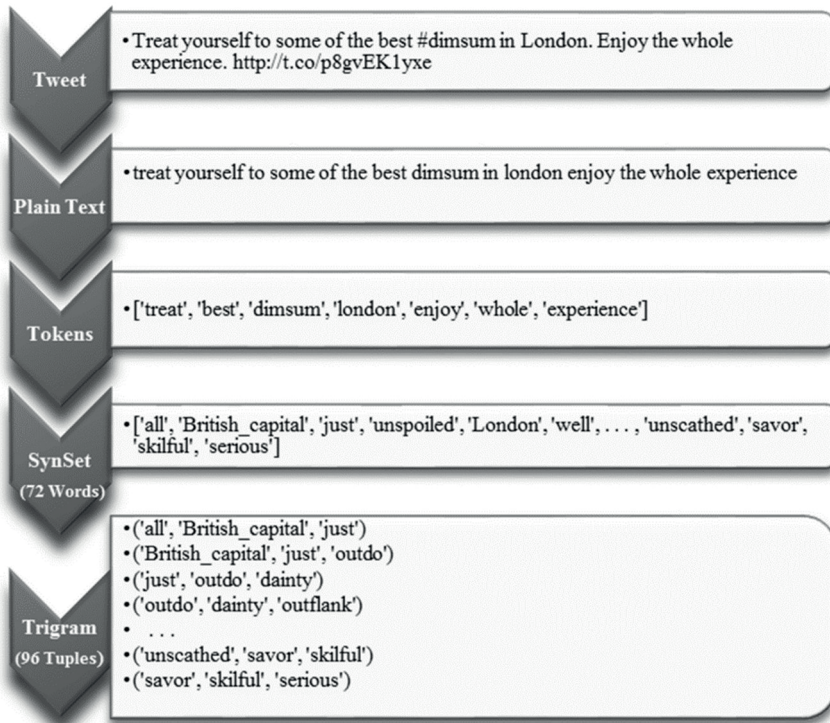 Tweet
•Treat yourself to some of the best #dimsum in London. Enjoy the whole
experience. http://t.co/p8gvEK1yxe
Plain Text
•treat yourself to some of the best dimsum in london enjoy the whole experience
Tokens
•['treat', 'best', 'dimsum', 'london', 'enjoy', 'whole', 'experience']
SynSet
(72 Words)
•['all', 'British_capital', 'just', 'unspoiled', 'London', 'well', . . . , 'unscathed', 'savor',
'skilful', 'serious']
Trigram
(96 Tuples)
•('all', 'British_capital', 'just')
•('British_capital', 'just', 'outdo')
•('just', 'outdo', 'dainty')
•('outdo', 'dainty', 'outflank')
• . . .
•('unscathed', 'savor', 'skilful')
•('savor', 'skilful', 'serious')